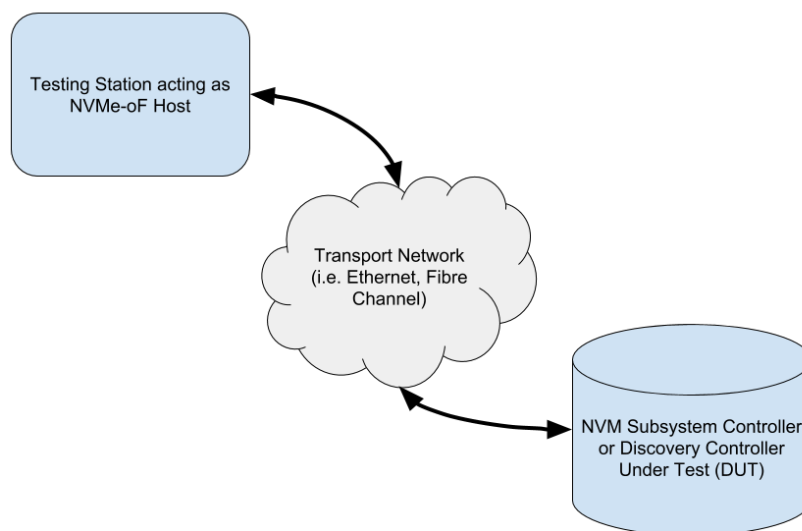 Testing Station acting as
NVMe-oF Host
Transport Network
(i.e. Ethernet, Fibre
Channel)
NVM Subsystem Controller
or Discovery Controller
Under Test (DUT)